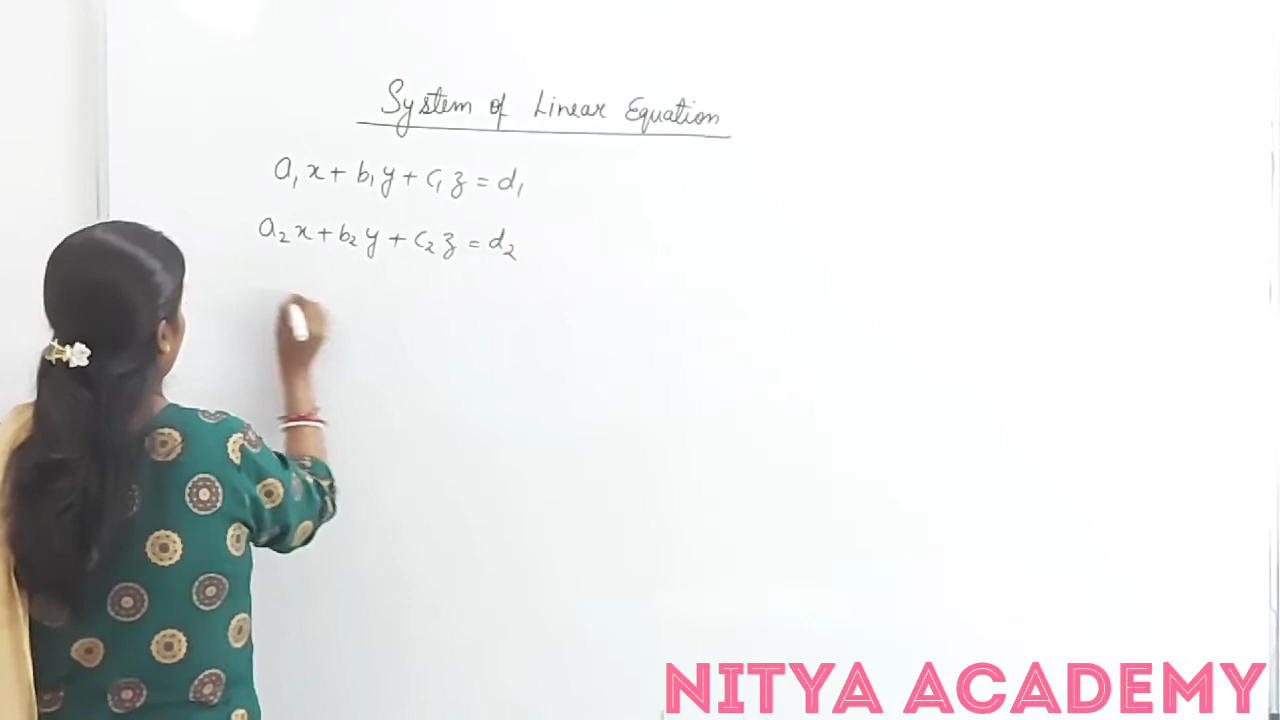 System of Linear Equation
a₁x + b₁y + c₁z = d₁
a₂x + b₂y + c₂z = d₂
NITYA ACADEMY